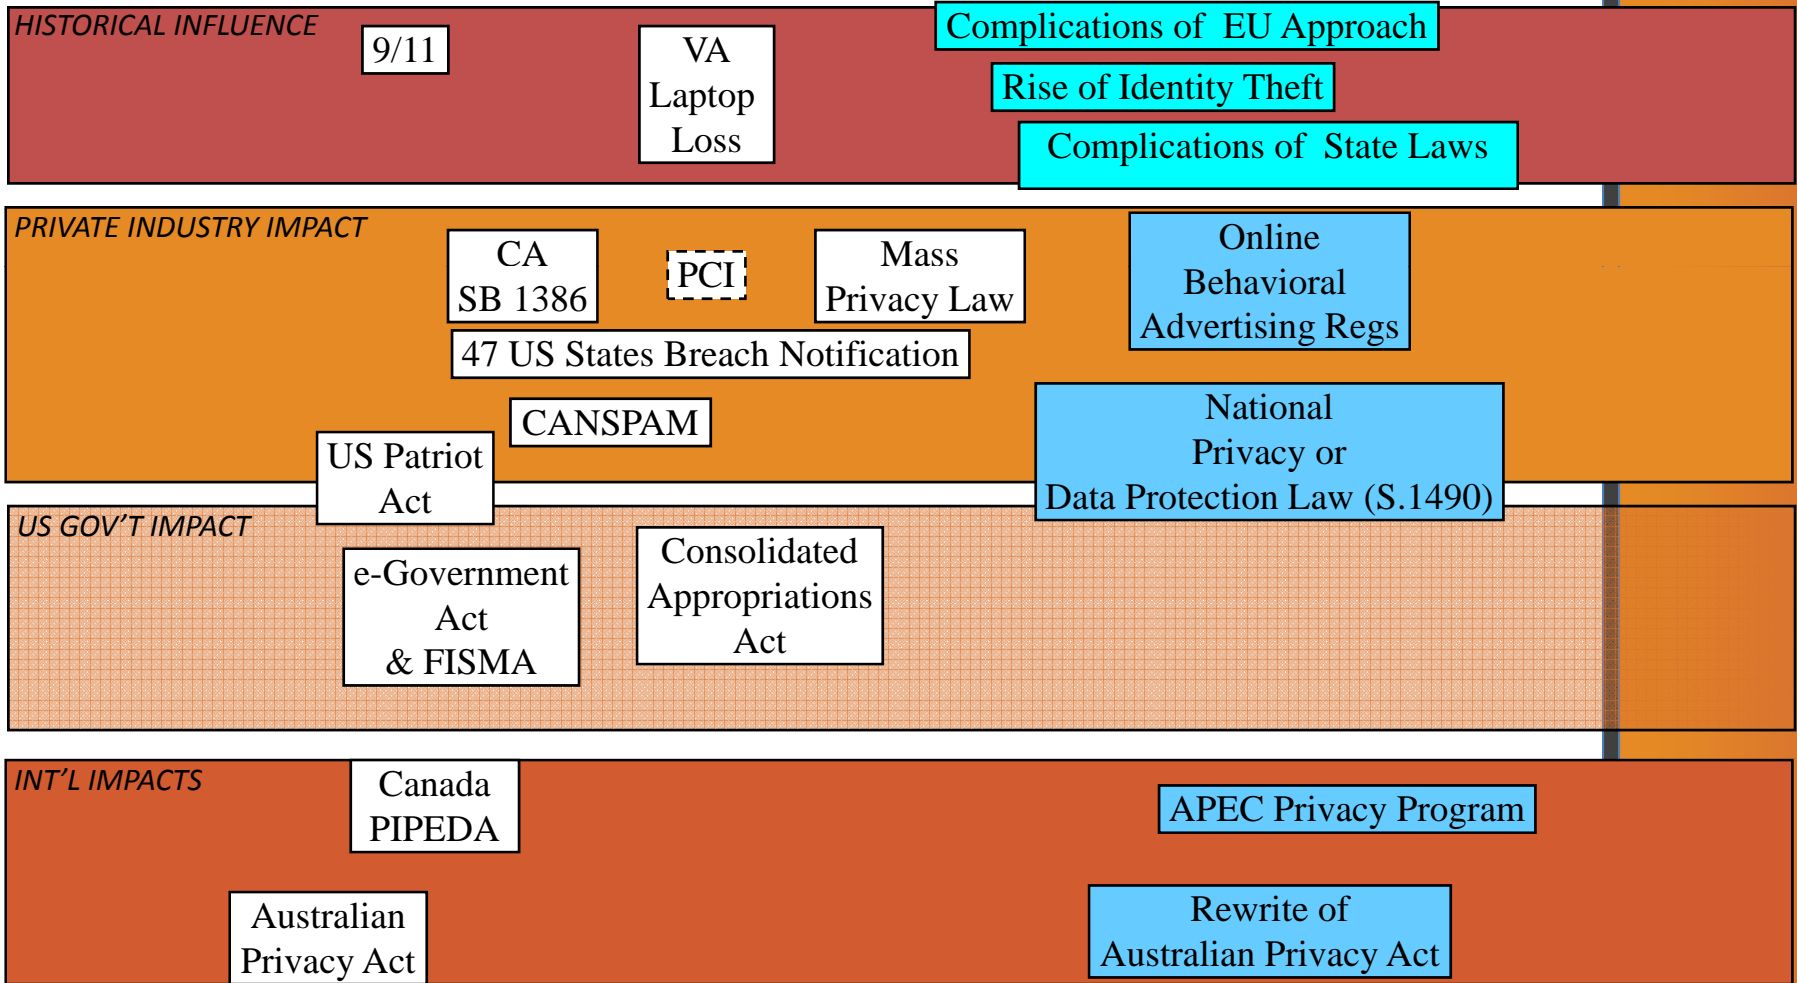 HISTORICAL INFLUENCE
9/11
VA
Laptop
Loss
Complications of EU Approach
Rise of Identity Theft
Complications of State Laws
PRIVATE INDUSTRY IMPACT
CA
SB 1386
PCI
Mass
Privacy Law
Online
Behavioral
Advertising Regs
47 US States Breach Notification
CANSPAM
National
Privacy or
Data Protection Law (S.1490)
US Patriot
Act
US GOV’T IMPACT
e-Government
Act
& FISMA
Consolidated
Appropriations
Act
INT’L IMPACTS
Canada
PIPEDA
APEC Privacy Program
Australian
Privacy Act
Rewrite of
Australian Privacy Act